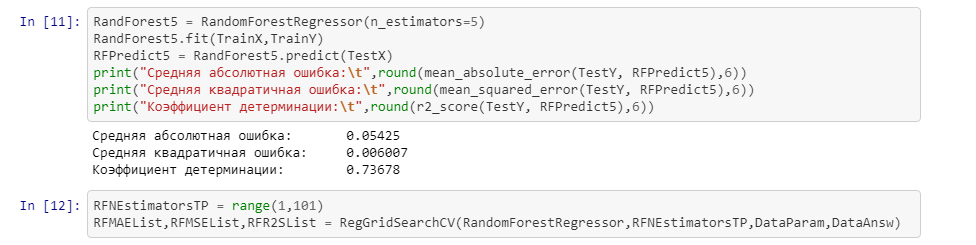 In [11]: RandForest5 = RandomForestRegressor(n_estimators=5)
RandForest5.fit(TrainX,TrainY)
RFPredict5 = RandForest5.predict(TestX)
print("Средняя абсолютная ошибка:\t",round(mean_absolute_error(TestY, RFPredict5),6))
print("Средняя квадратичная ошибка:\t",round(mean_squared_error(TestY, RFPredict5),6))
print("Коэффициент детерминации:\t",round(r2_score(TestY, RFPredict5),6))
Средняя абсолютная ошибка: 0.05425
Средняя квадратичная ошибка: 0.006007
Коэффициент детерминации: 0.73678
In [12]: RFNEstimatorsTP = range(1,101)
RFMAEList,RFMSEList,RFR2SList = RegGridSearchCV(RandomForestRegressor,RFNEstimatorsTP,DataParam,DataAnsw)